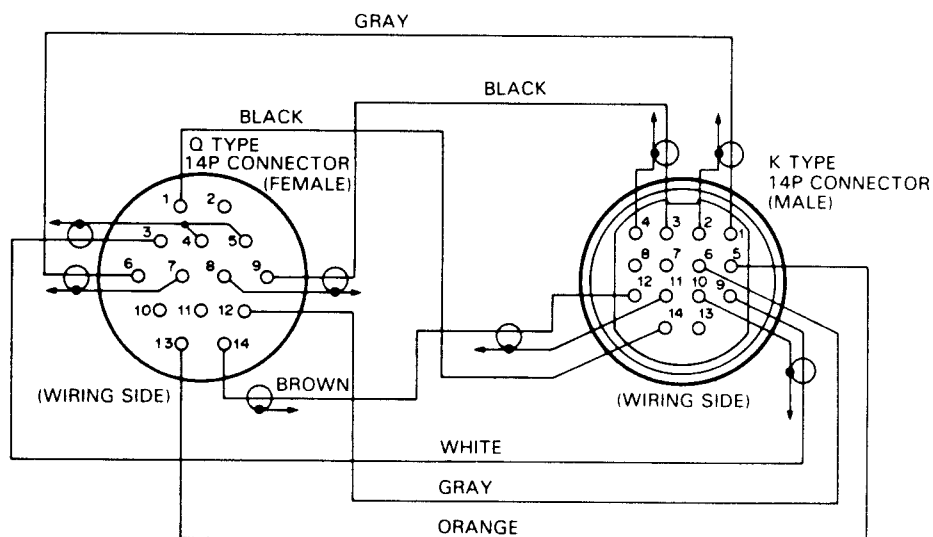 GRAY
BLACK
BLACK
Q TYPE
14P CONNECTOR
(FEMALE)
K TYPE
14P CONNECTOR
(MALE)
1 2
3 4 5
6 7 8 9
10 11 12
13 14
4 3 2 1
8 7 6 5
12 11 10 9
14 13
(WIRING SIDE)
BROWN
(WIRING SIDE)
WHITE
GRAY
ORANGE